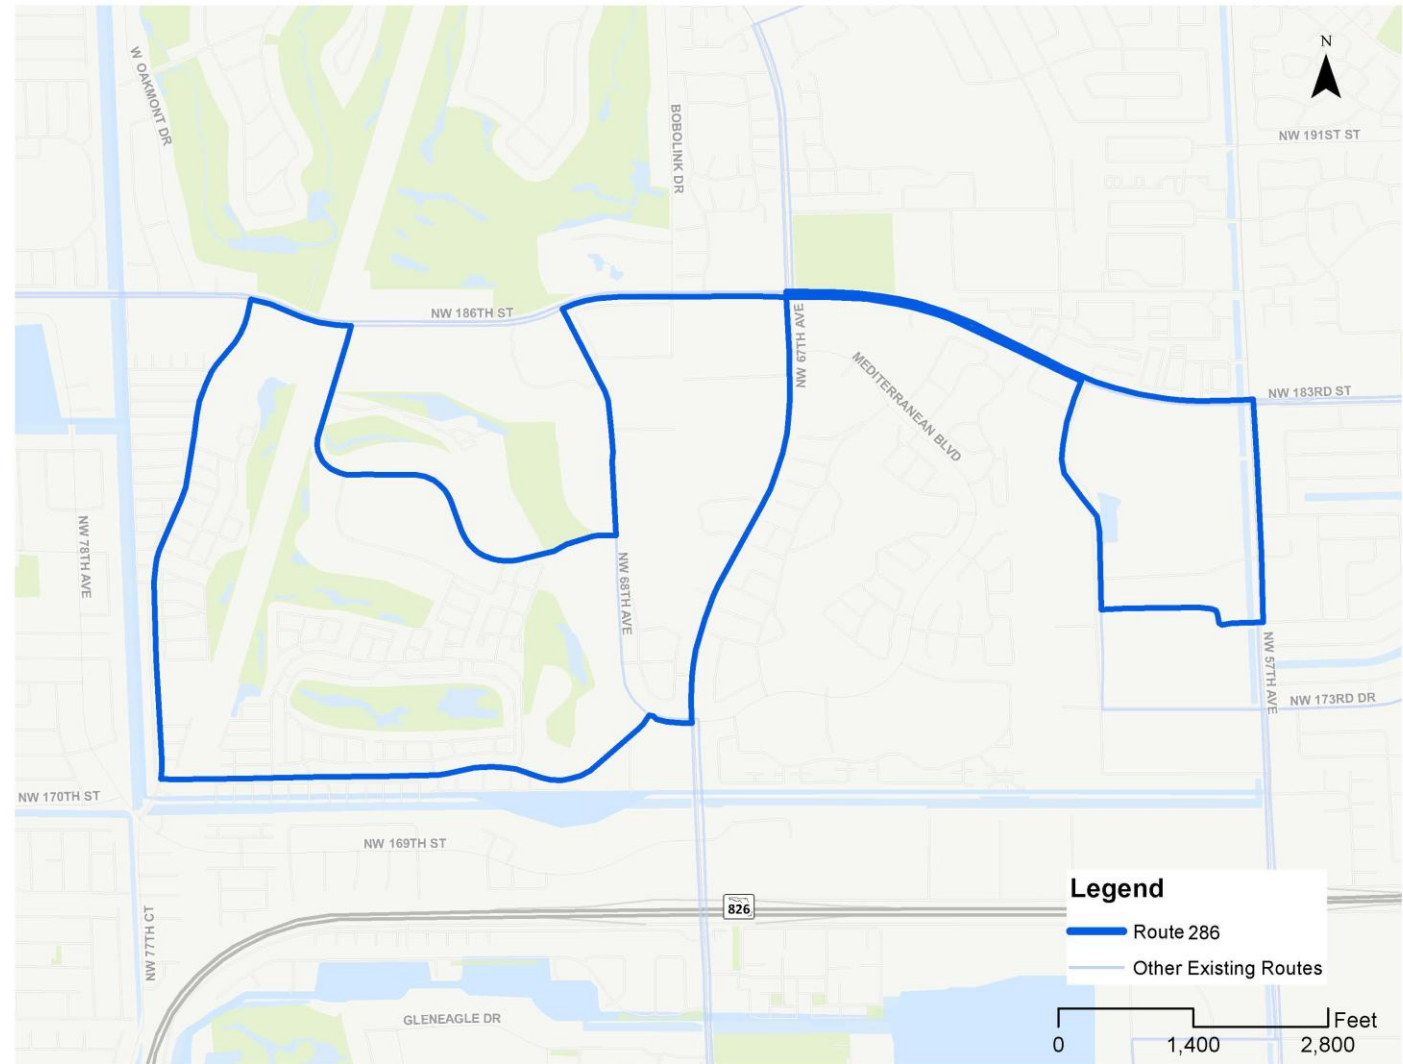 N
W OAKMONT DR
BOBOLINK DR
NW 191ST ST
NW 186TH ST
NW 67TH AVE
MEDITERRANEAN BLVD
NW 183RD ST
NW 78TH AVE
NW 68TH AVE
NW 57TH AVE
NW 173RD DR
NW 170TH ST
NW 169TH ST
826
NW 77TH CT
GLENEAGLE DR
Legend
Route 286
Other Existing Routes
Feet
0 1,400 2,800